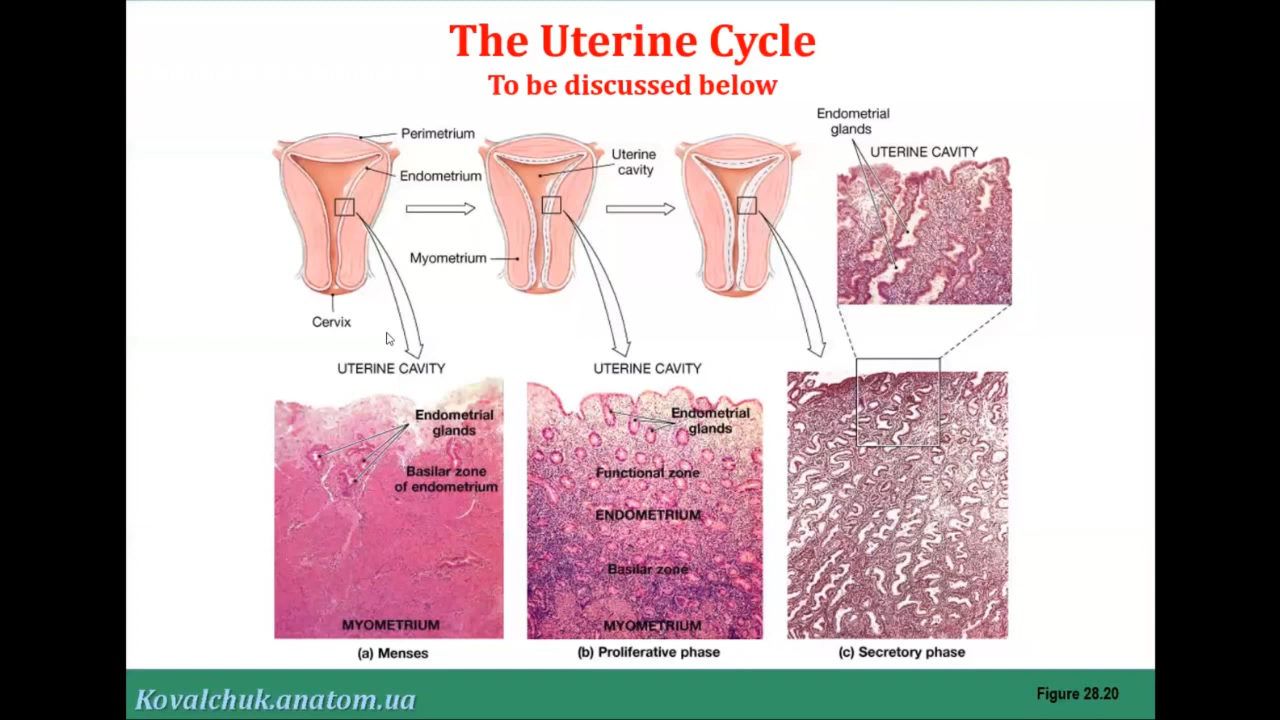 The Uterine Cycle
To be discussed below
Perimetrium
Endometrium
Myometrium
Cervix
Uterine
cavity
Endometrial
glands
UTERINE CAVITY
UTERINE CAVITY
Endometrial
glands
Basilar zone
of endometrium
MYOMETRIUM
(a) Menses
UTERINE CAVITY
Endometrial
glands
Functional zone
ENDOMETRIUM
Basilar zone
MYOMETRIUM
(b) Proliferative phase
(c) Secretory phase
Kovalchuk.anatom.ua
Figure 28.20